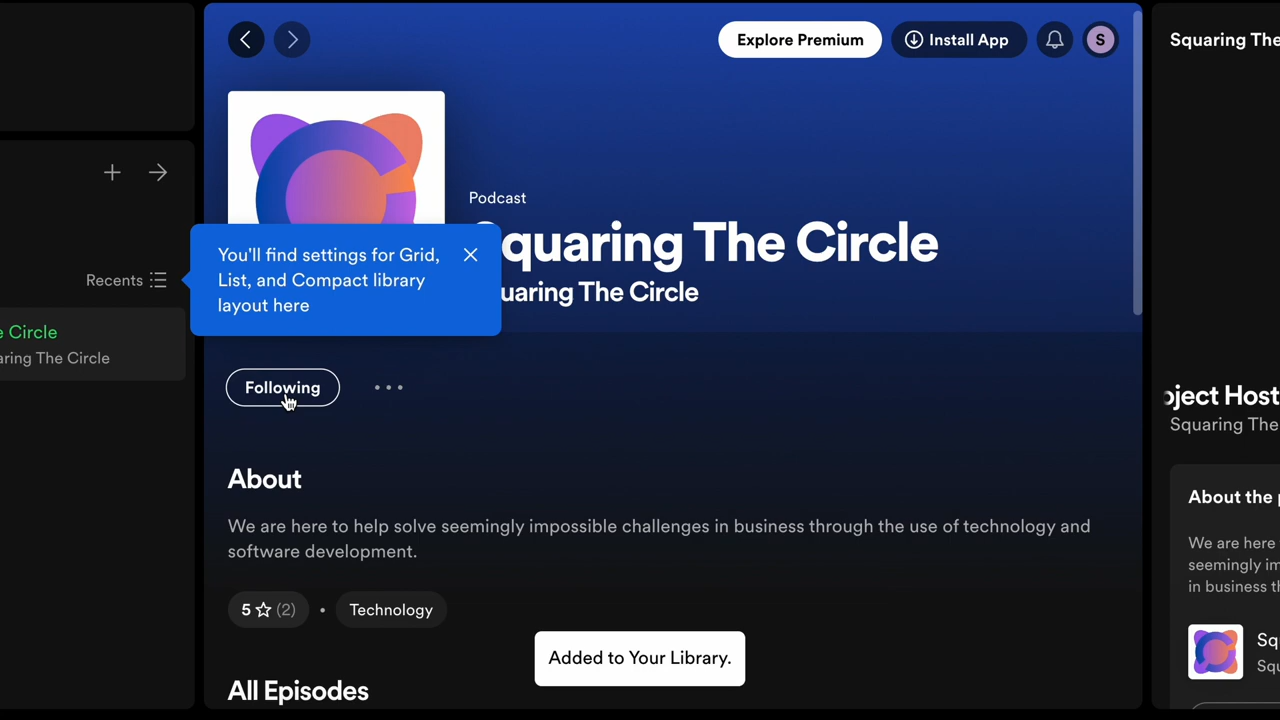 Explore Premium
Install App
S
Squaring The
Podcast
Squaring The Circle
uaring The Circle
You'll find settings for Grid,
List, and Compact library
layout here
Recents
e Circle
aring The Circle
Following
oject Host
Squaring The
About
We are here to help solve seemingly impossible challenges in business through the use of technology and
software development.
5 (2) • Technology
About the p
We are here
seemingly im
in business th
Sq
Squ
Added to Your Library.
All Episodes